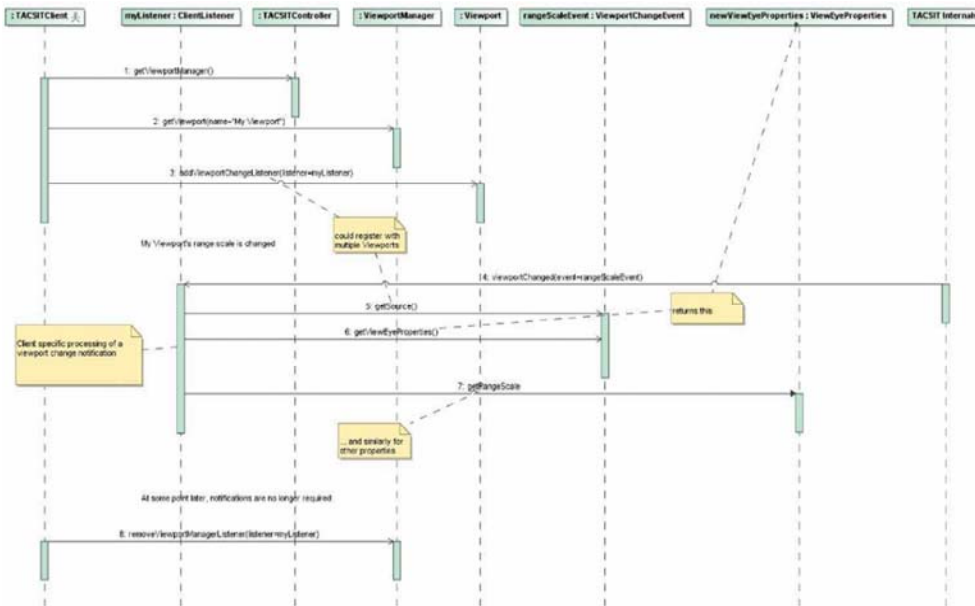 : TACSITClient
myListener : ClientListener
: TACSITController
: ViewportManager
: Viewport
rangeScaleEvent : ViewportChangeEvent
newViewEyeProperties : ViewEyeProperties
TACSIT Internals
1: getViewportManager()
2: getViewport(name="My Viewport")
3: addViewportChangeListener(listener=myListener)
could register with
multiple Viewports
My Viewport's range scale is changed
4: viewportChanged(event=rangeScaleEvent)
5: getSource()
returns this
6: getViewEyeProperties()
Client specific processing of a
viewport change notification
7: getRangeScale
... and similarly for
other properties
At some point later, notifications are no longer required
8: removeViewportManagerListener(listener=myListener)